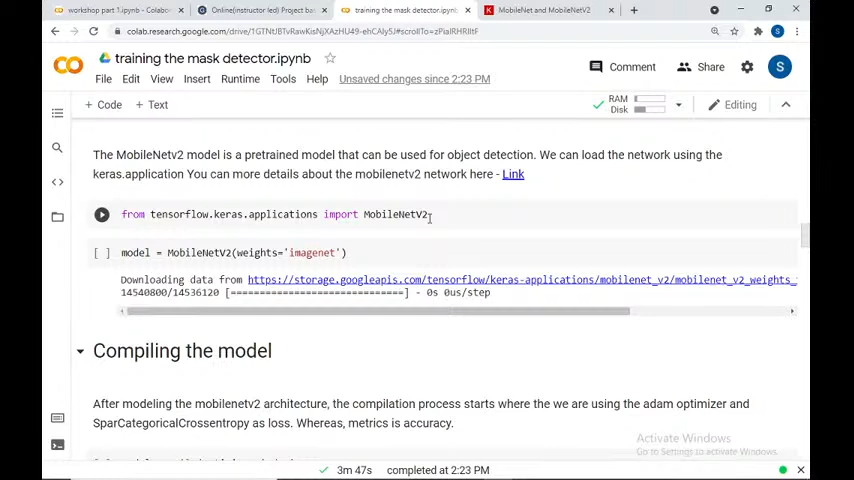 workshop part 1.ipynb - Colabor
Online(instructor led) Project ba
training the mask detector.ipynb
MobileNet and MobileNetV2
colab.research.google.com/drive/
training the mask detector.ipynb
File Edit View Insert Runtime Tools Help Unsaved changes since 2:23 PM
Comment Share S
+ Code + Text
RAM
Disk
Editing
The MobileNetv2 model is a pretrained model that can be used for object detection. We can load the network using the
keras.application You can more details about the mobilenetv2 network here - Link
from tensorflow.keras.applications import MobileNetV2
[ ] model = MobileNetV2(weights='imagenet')
Downloading data from https://storage.googleapis.com/tensorflow/keras-applications/mobilenet_v2/mobilenet_v2_weights_
14540800/14536120 [==============================] - 0s 0us/step
Compiling the model
After modeling the mobilenetv2 architecture, the compilation process starts where the we are using the adam optimizer and
SparCategoricalCrossentropy as loss. Whereas, metrics is accuracy.
Activate Windows
Go to Settings to activate Windows.
3m 47s completed at 2:23 PM